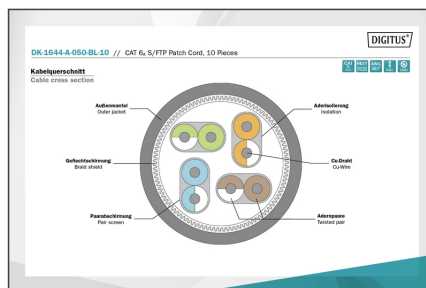 DIGITUS®
DK-1644-A-050-BL-10 // CAT 6A S/FTP Patch Cord, 10 Pieces
Kabelquerschnitt
Cable cross section
Außenmantel
Outer jacket
Aderisolierung
Isolation
Geflechtschirmung
Braid shield
Cu-Draht
Cu-Wire
Paarabschirmung
Pair screen
Adernpaare
Twisted pair